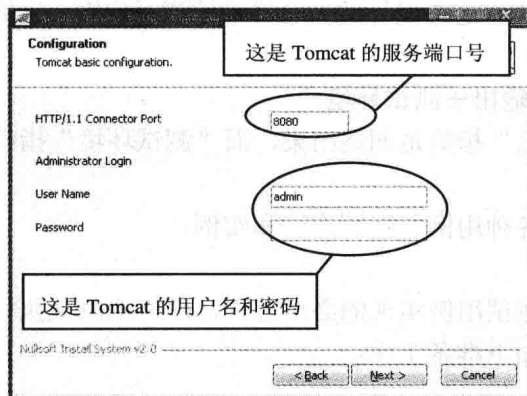 Configuration
Tomcat basic configuration.
这是 Tomcat 的服务端口号
HTTP/1.1 Connector Port
8080
Administrator Login
User Name
admin
Password
这是 Tomcat 的用户名和密码
Nullsoft Install System v2.0
< Back
Next >
Cancel